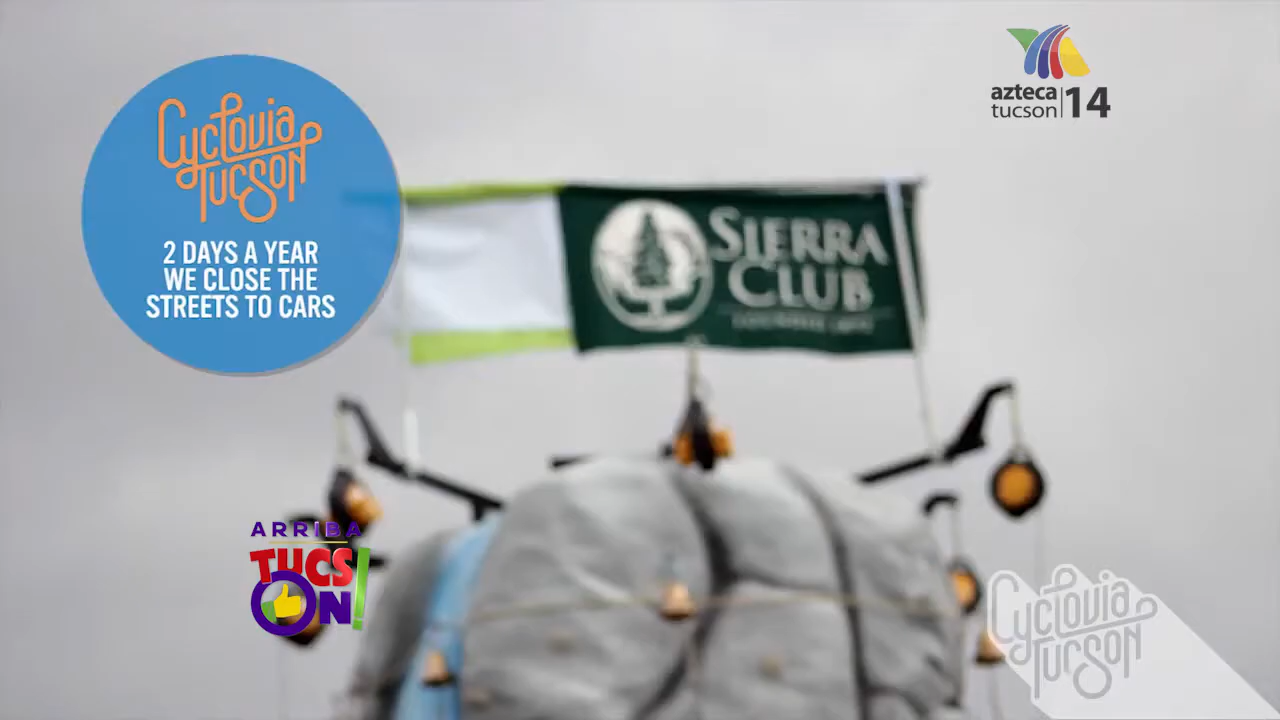 Cyclovia
Tucson
2 DAYS A YEAR
WE CLOSE THE
STREETS TO CARS
azteca
tucson 14
SIERRA
CLUB
ARRIBA
TUCS
ON!
Cyclovia
Tucson